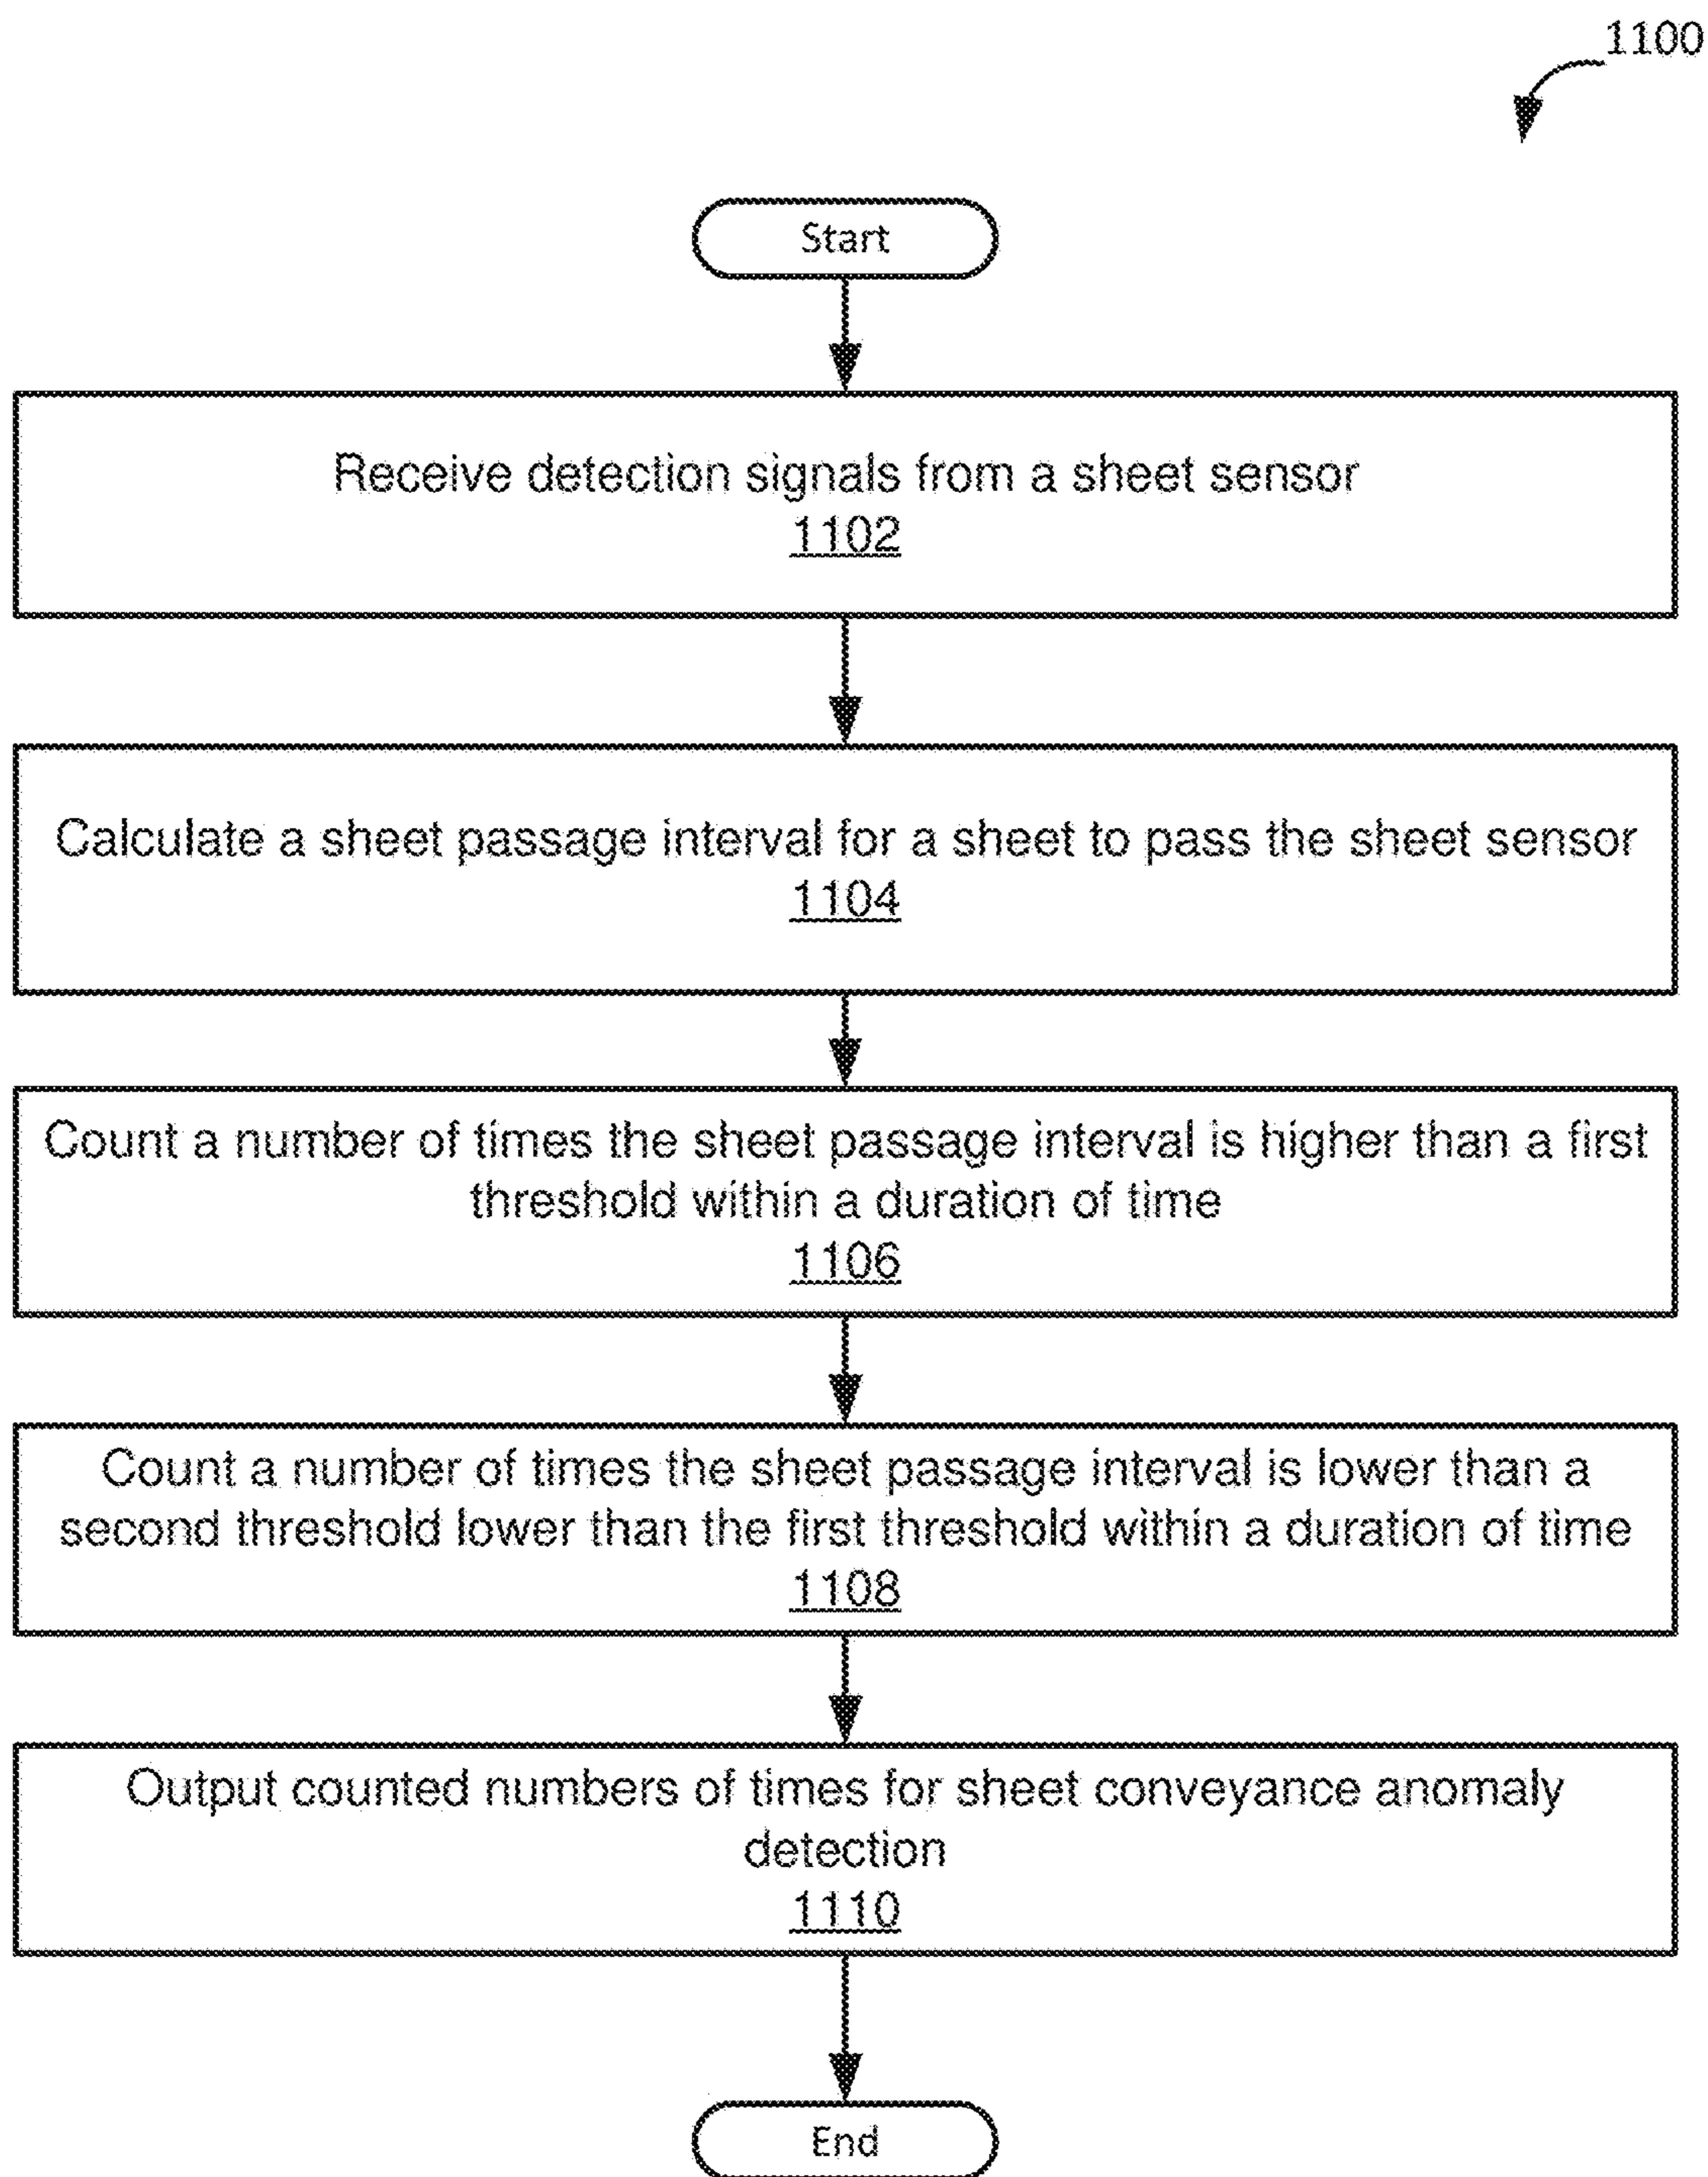 1100
Start
Receive detection signals from a sheet sensor
1102
Calculate a sheet passage interval for a sheet to pass the sheet sensor
1104
Count a number of times the sheet passage interval is higher than a first
threshold within a duration of time
1106
Count a number of times the sheet passage interval is lower than a
second threshold lower than the first threshold within a duration of time
1108
Output counted numbers of times for sheet conveyance anomaly
detection
1110
End